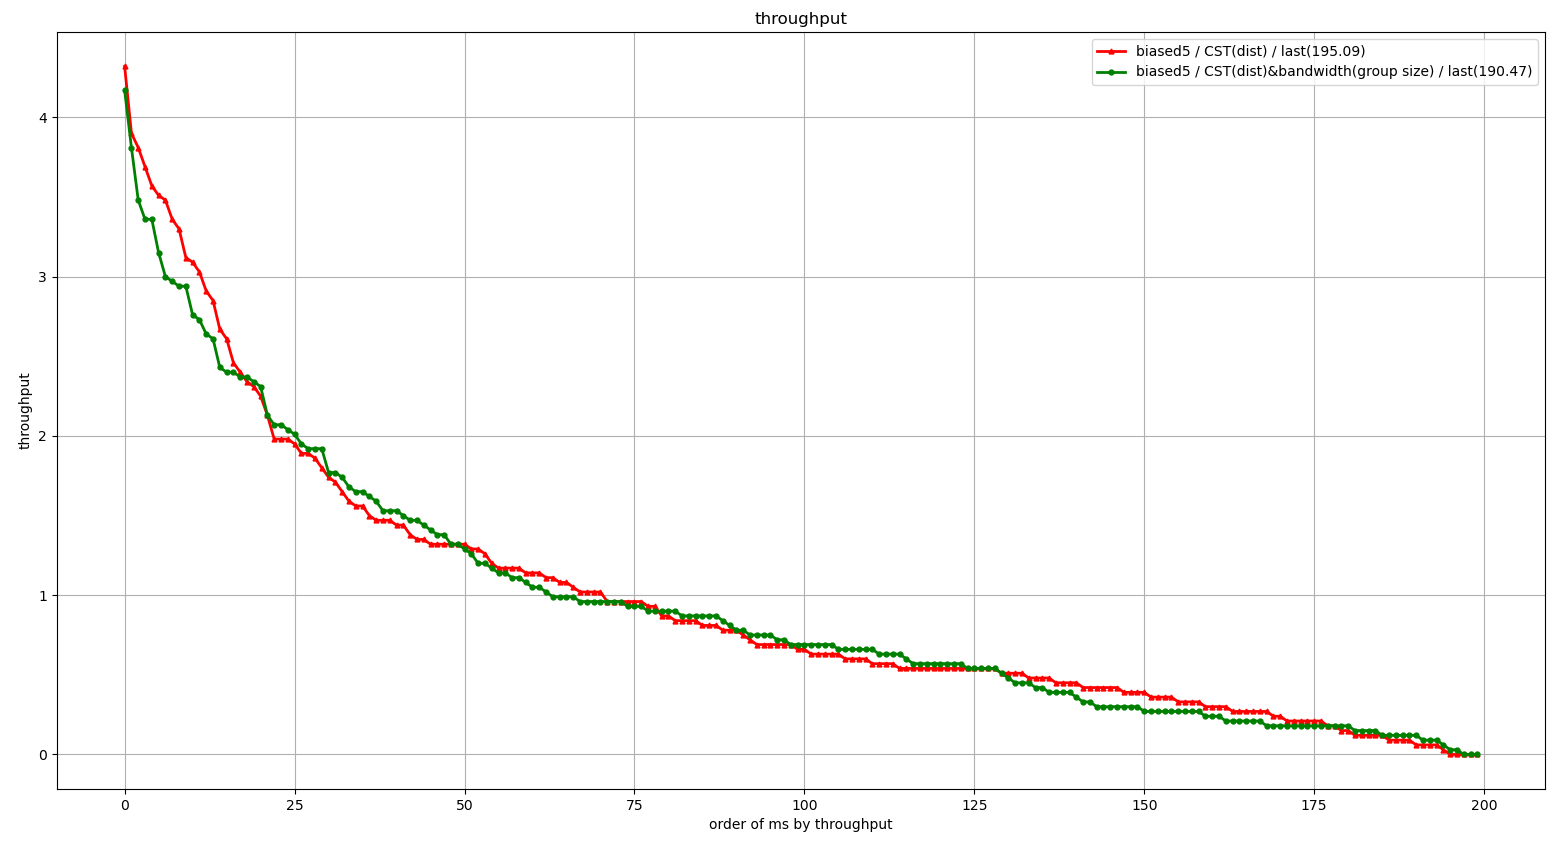 throughput
biased5 / CST(dist) / last(195.09)
biased5 / CST(dist)&bandwidth(group size) / last(190.47)
4
3
2
1
0
throughput
0 25 50 75 100 125 150 175 200
order of ms by throughput